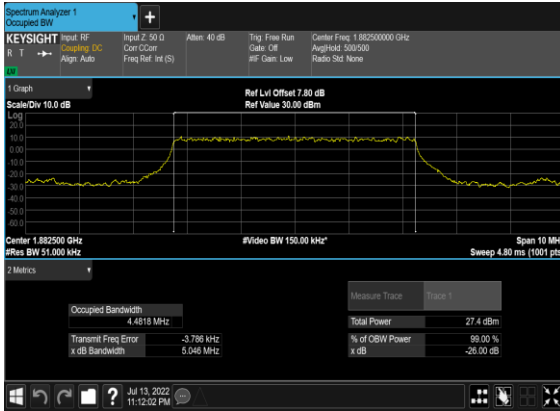 Spectrum Analyzer 1
Occupied BW
+
KEYSIGHT
R T
Input: RF
Coupling: DC
Align: Auto
Input Z: 50 Ω
Corr CCorr
Freq Ref: Int (S)
Atten: 40 dB
Trig: Free Run
Gate: Off
#IF Gain: Low
Center Freq: 1.882500000 GHz
Avg|Hold: 500/500
Radio Std: None
1 Graph
Scale/Div 10.0 dB
Ref Lvl Offset 7.80 dB
Ref Value 30.00 dBm
Log
20.0
10.0
0.00
-10.0
-20.0
-30.0
-40.0
-50.0
-60.0
Center 1.882500 GHz
#Res BW 51.000 kHz
#Video BW 150.00 kHz*
Span 10 MH
Sweep 4.80 ms (1001 pts
2 Metrics
Measure Trace Trace 1
Occupied Bandwidth
4.4818 MHz
Total Power 27.4 dBm
Transmit Freq Error -3.786 kHz
% of OBW Power 99.00 %
x dB Bandwidth 5.046 MHz
x dB -26.00 dB
?
Jul 13, 2022
11:12:02 PM